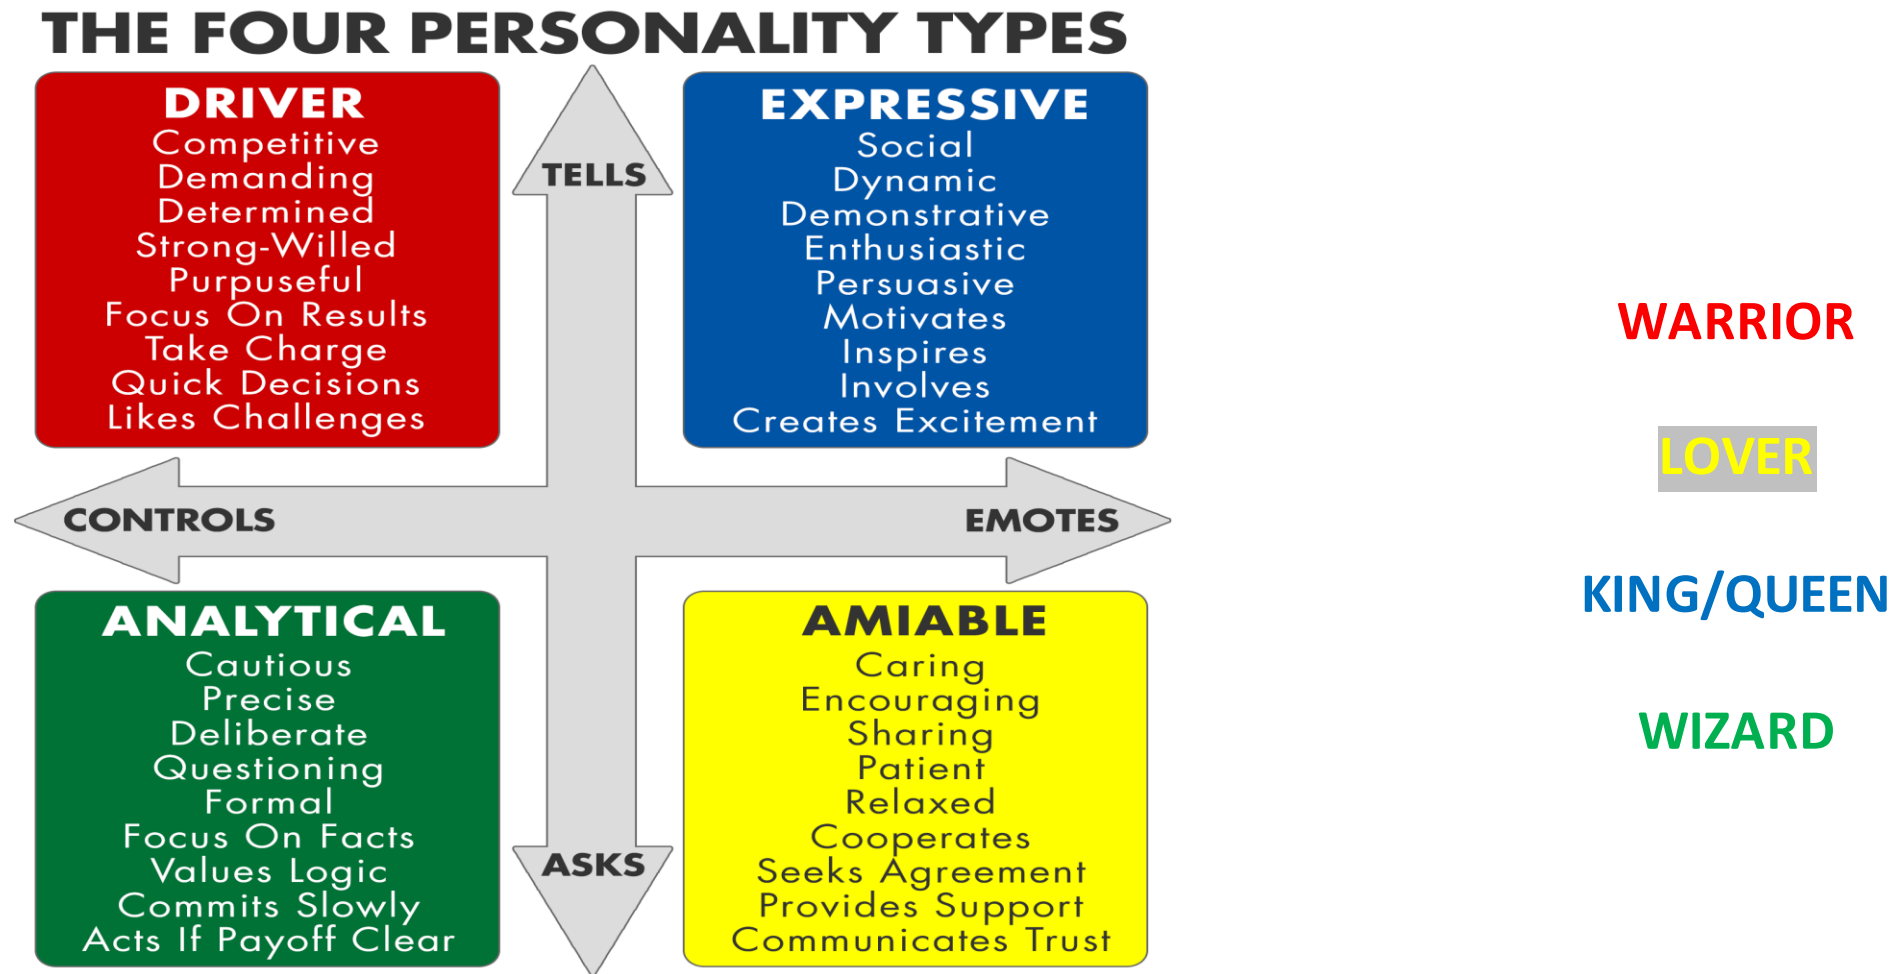 THE FOUR PERSONALITY TYPES
DRIVER
Competitive
Demanding
Determined
Strong-Willed
Purpuseful
Focus On Results
Take Charge
Quick Decisions
Likes Challenges
TELLS
EXPRESSIVE
Social
Dynamic
Demonstrative
Enthusiastic
Persuasive
Motivates
Inspires
Involves
Creates Excitement
CONTROLS
EMOTES
ANALYTICAL
Cautious
Precise
Deliberate
Questioning
Formal
Focus On Facts
Values Logic
Commits Slowly
Acts If Payoff Clear
ASKS
AMIABLE
Caring
Encouraging
Sharing
Patient
Relaxed
Cooperates
Seeks Agreement
Provides Support
Communicates Trust
WARRIOR
LOVER
KING/QUEEN
WIZARD